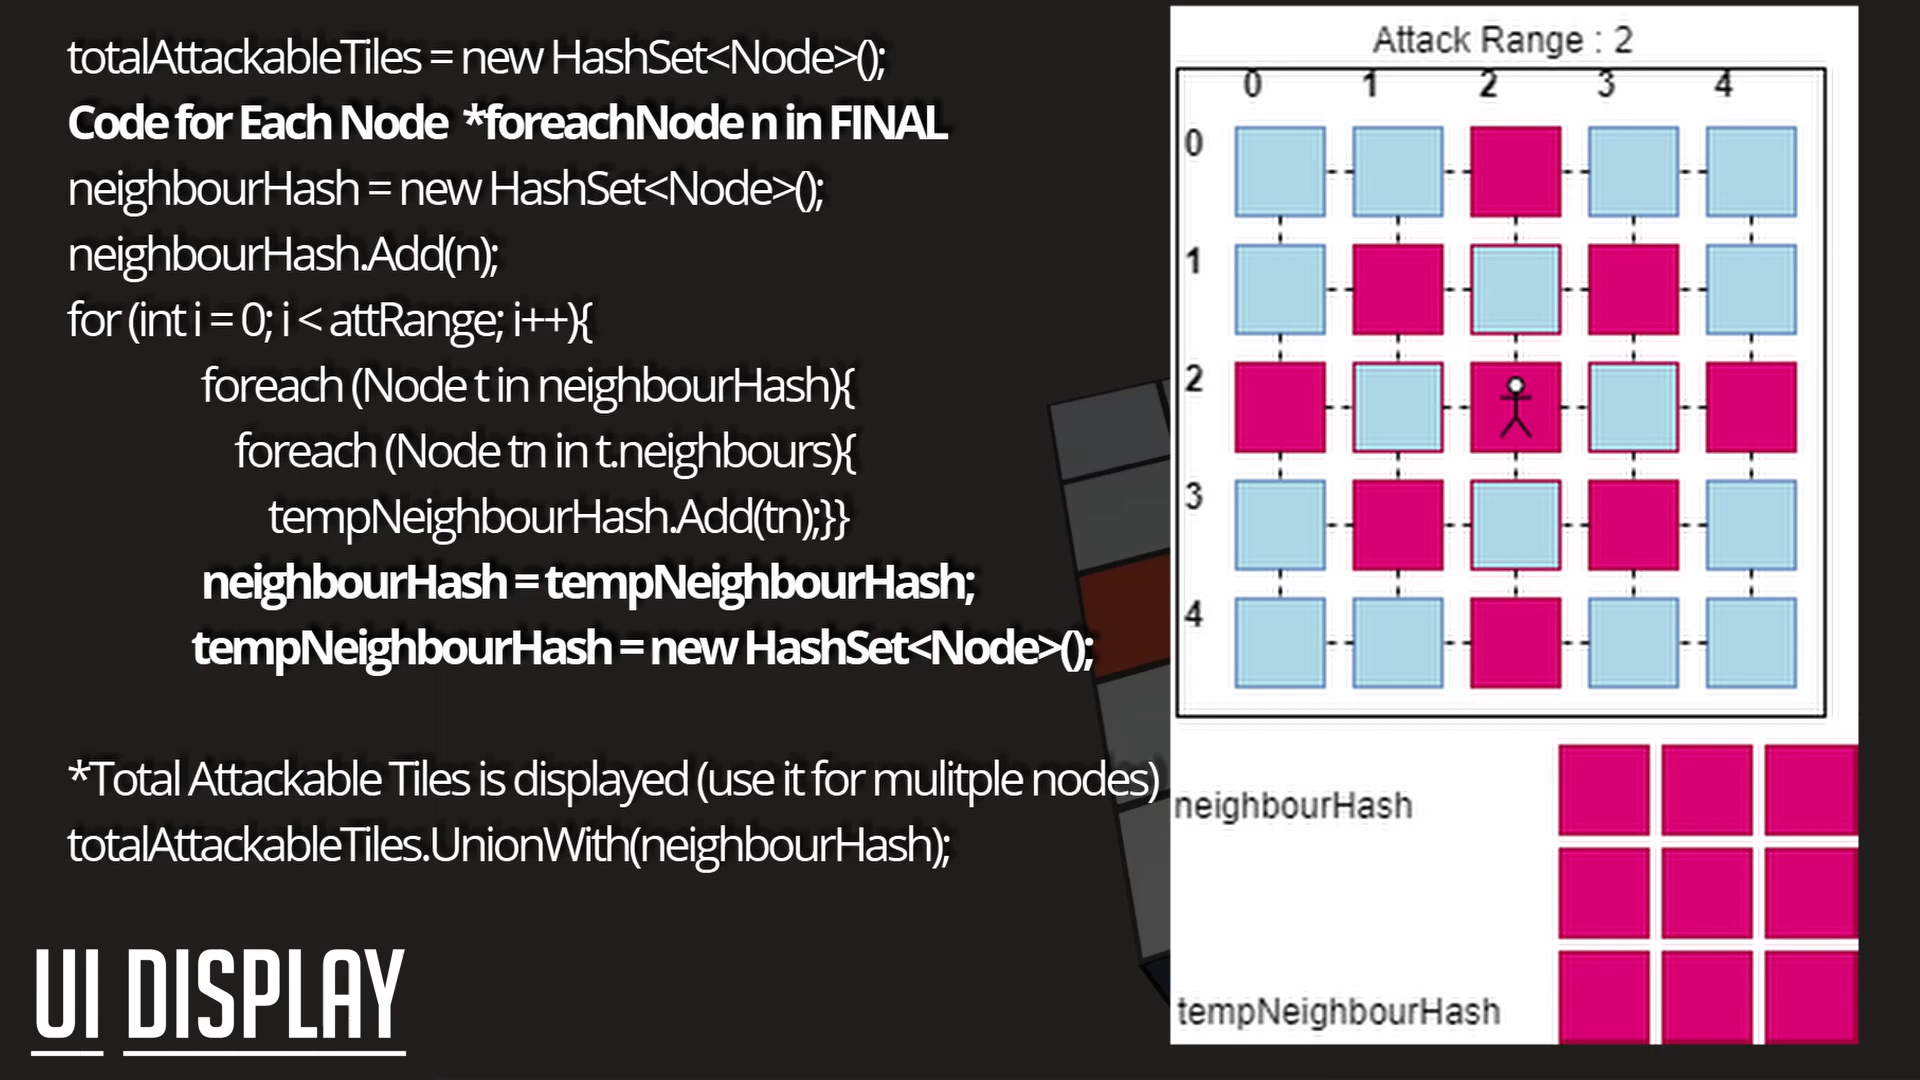 totalAttackableTiles = new HashSet<Node>();
Code for Each Node *foreachNode n in FINAL
neighbourHash = new HashSet<Node>();
neighbourHash.Add(n);
for (int i = 0; i < attRange; i++){
foreach (Node t in neighbourHash){
foreach (Node tn in t.neighbours){
tempNeighbourHash.Add(tn);}}
neighbourHash = tempNeighbourHash;
tempNeighbourHash = new HashSet<Node>();
*Total Attackable Tiles is displayed (use it for mulitple nodes)
totalAttackableTiles.UnionWith(neighbourHash);
UI DISPLAY
Attack Range : 2
0 1 2 3 4
0
1
2
3
4
neighbourHash
tempNeighbourHash